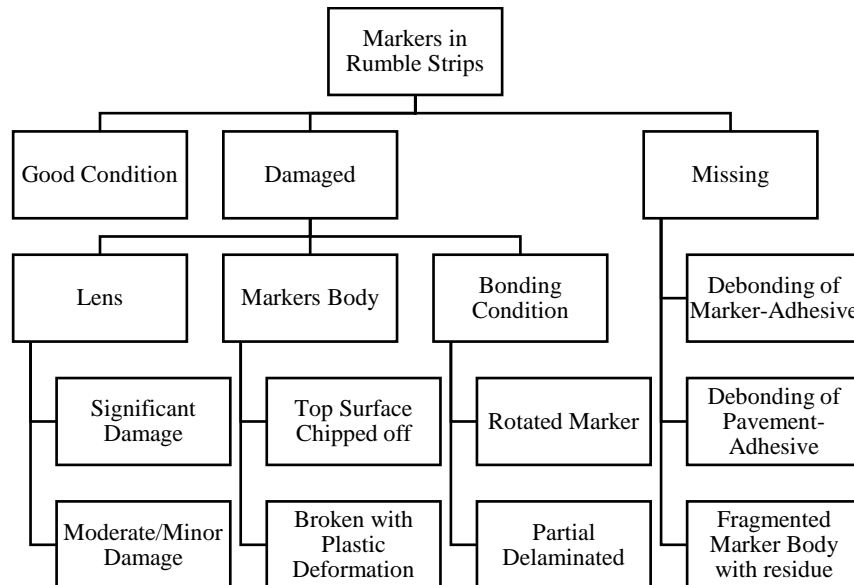 Markers in
Rumble Strips
Good Condition
Damaged
Missing
Lens
Markers Body
Bonding
Condition
Debonding of
Marker-Adhesive
Significant
Damage
Top Surface
Chipped off
Rotated Marker
Debonding of
Pavement-
Adhesive
Moderate/Minor
Damage
Broken with
Plastic
Deformation
Partial
Delaminated
Fragmented
Marker Body
with residue